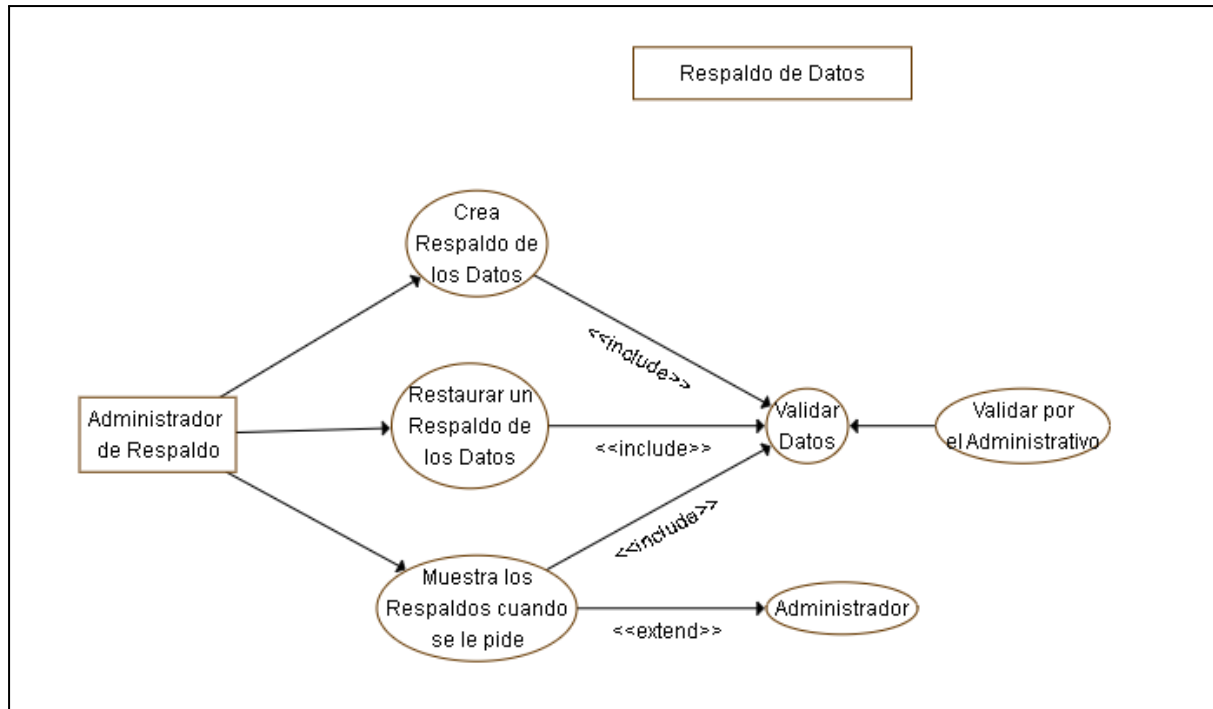 Respaldo de Datos
Crea
Respaldo de
los Datos
<<include>>
Administrador
de Respaldo
Restaurar un
Respaldo de
los Datos
<<include>>
Validar
Datos
Validar por
el Administrativo
<<include>>
Muestra los
Respaldos cuando
se le pide
<<extend>>
Administrador